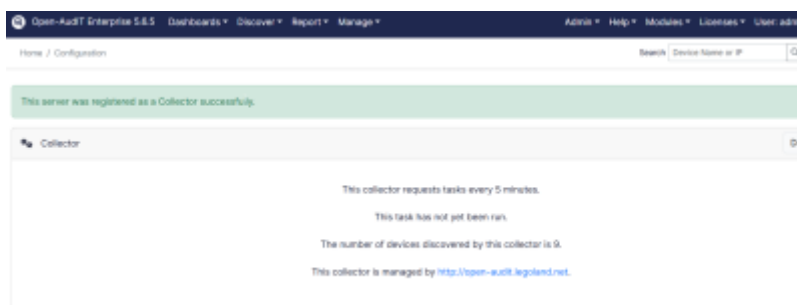 Open-AudIT Enterprise 5.6.5 Dashboards Discover Report Manage Admin Help Modules Licenses User: adm
Home / Configuration Search Device Name or IP
This server was registered as a Collector successfully.
Collector D
This collector requests tasks every 5 minutes.
This task has not yet been run.
The number of devices discovered by this collector is 9.
This collector is managed by http://open-audit.legoland.net.